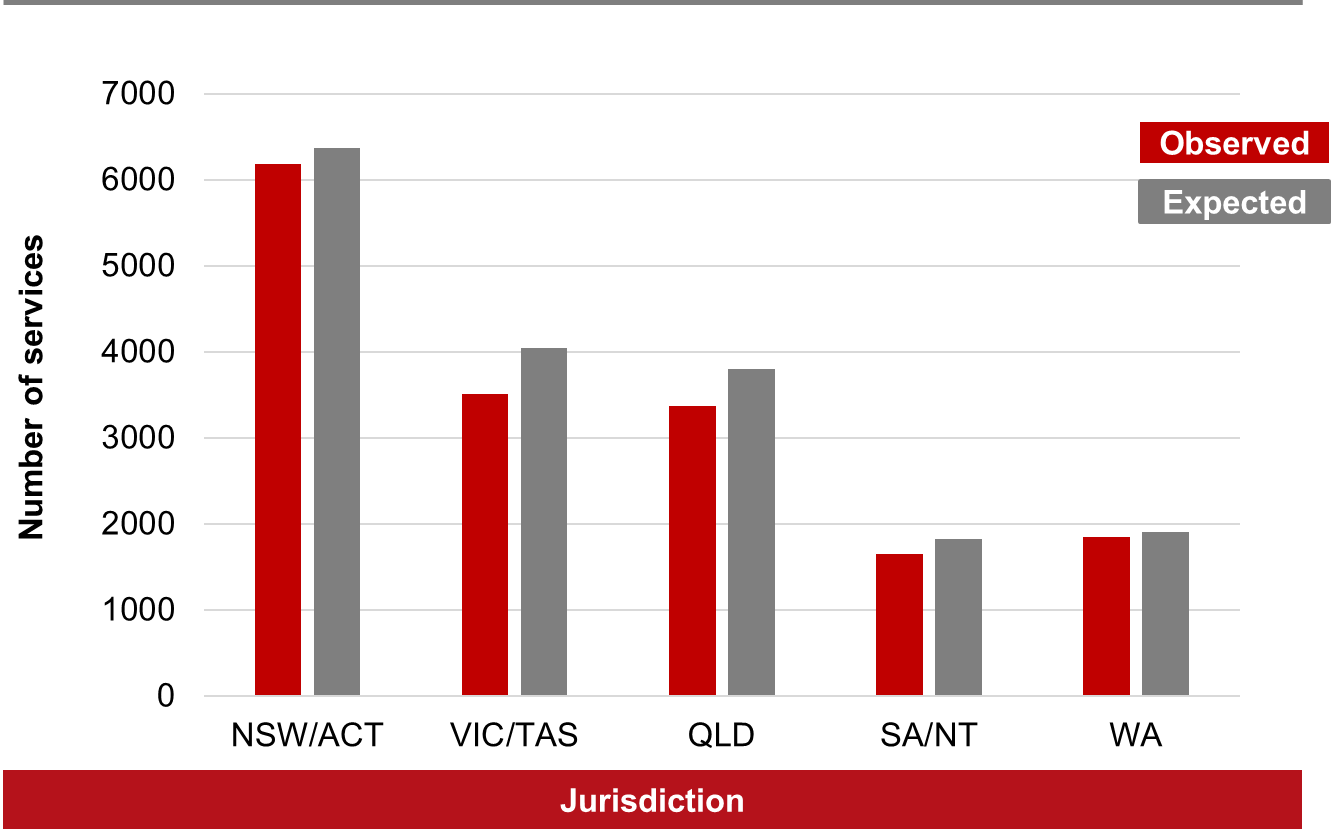 7000
6000
5000
4000
3000
2000
1000
0
Number of services
Observed
Expected
NSW/ACT VIC/TAS QLD SA/NT WA
Jurisdiction